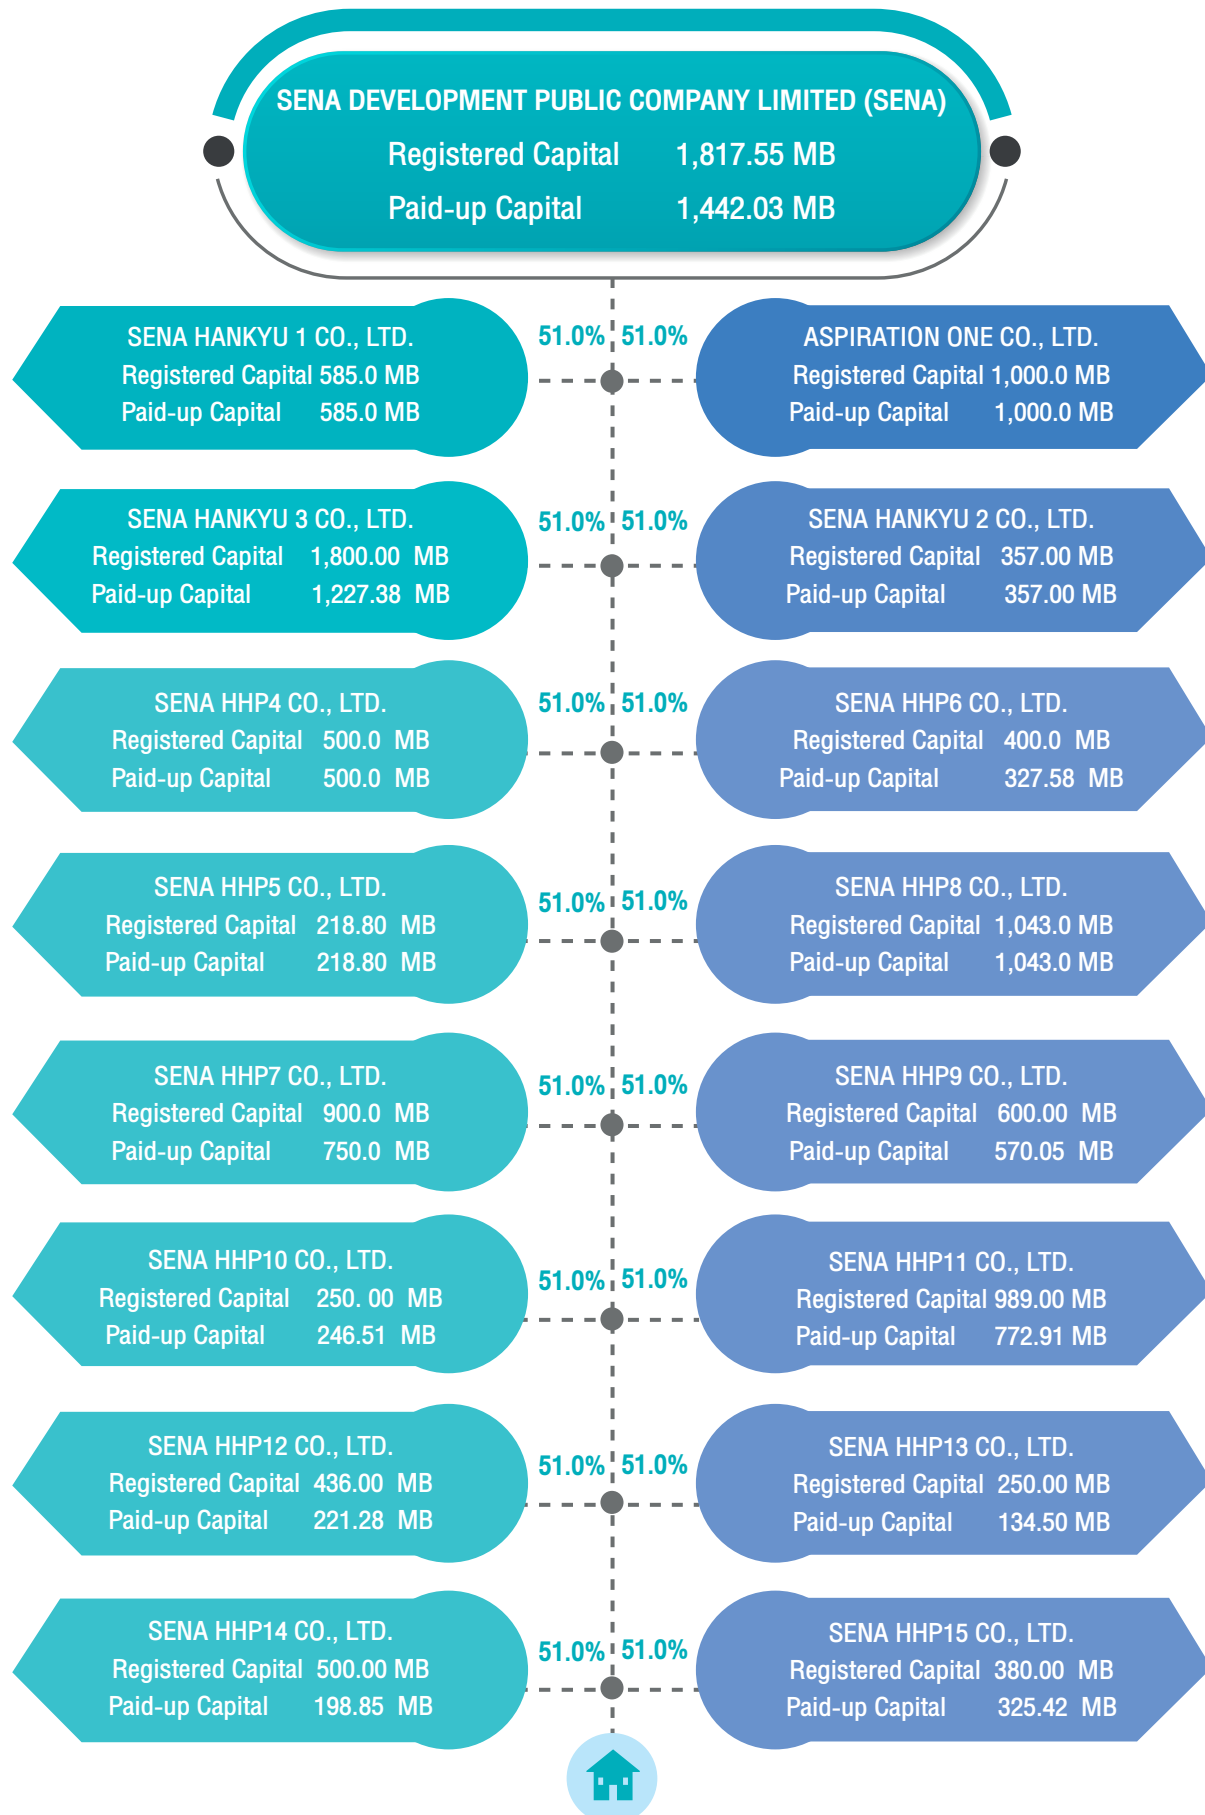 SENA DEVELOPMENT PUBLIC COMPANY LIMITED (SENA)
Registered Capital 1,817.55 MB
Paid-up Capital 1,442.03 MB
SENA HANKYU 1 CO., LTD.
Registered Capital 585.0 MB
Paid-up Capital 585.0 MB
51.0% 51.0%
ASPIRATION ONE CO., LTD.
Registered Capital 1,000.0 MB
Paid-up Capital 1,000.0 MB
SENA HANKYU 3 CO., LTD.
Registered Capital 1,800.00 MB
Paid-up Capital 1,227.38 MB
51.0% 51.0%
SENA HANKYU 2 CO., LTD.
Registered Capital 357.00 MB
Paid-up Capital 357.00 MB
SENA HHP4 CO., LTD.
Registered Capital 500.0 MB
Paid-up Capital 500.0 MB
51.0% 51.0%
SENA HHP6 CO., LTD.
Registered Capital 400.0 MB
Paid-up Capital 327.58 MB
SENA HHP5 CO., LTD.
Registered Capital 218.80 MB
Paid-up Capital 218.80 MB
51.0% 51.0%
SENA HHP8 CO., LTD.
Registered Capital 1,043.0 MB
Paid-up Capital 1,043.0 MB
SENA HHP7 CO., LTD.
Registered Capital 900.0 MB
Paid-up Capital 750.0 MB
51.0% 51.0%
SENA HHP9 CO., LTD.
Registered Capital 600.00 MB
Paid-up Capital 570.05 MB
SENA HHP10 CO., LTD.
Registered Capital 250. 00 MB
Paid-up Capital 246.51 MB
51.0% 51.0%
SENA HHP11 CO., LTD.
Registered Capital 989.00 MB
Paid-up Capital 772.91 MB
SENA HHP12 CO., LTD.
Registered Capital 436.00 MB
Paid-up Capital 221.28 MB
51.0% 51.0%
SENA HHP13 CO., LTD.
Registered Capital 250.00 MB
Paid-up Capital 134.50 MB
SENA HHP14 CO., LTD.
Registered Capital 500.00 MB
Paid-up Capital 198.85 MB
51.0% 51.0%
SENA HHP15 CO., LTD.
Registered Capital 380.00 MB
Paid-up Capital 325.42 MB